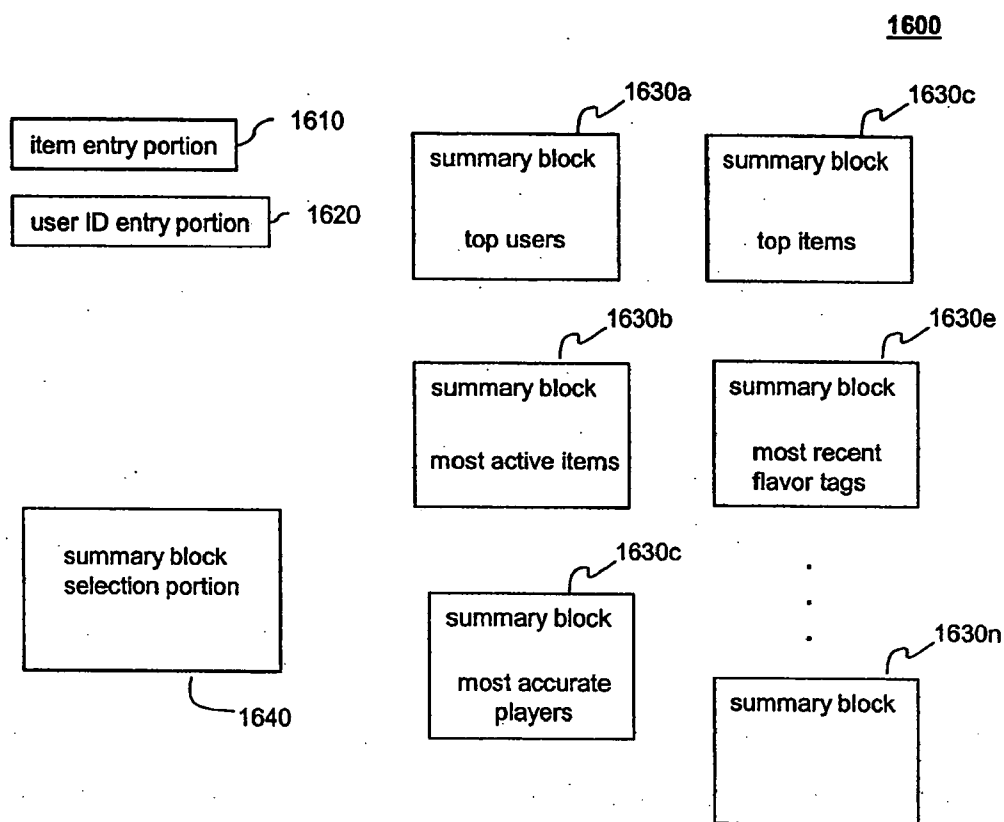 1600
item entry portion
1610
user ID entry portion
1620
1630a
summary block
top users
1630c
summary block
top items
1630b
summary block
most active items
1630e
summary block
most recent
flavor tags
summary block
selection portion
1640
1630c
summary block
most accurate
players
1630n
summary block